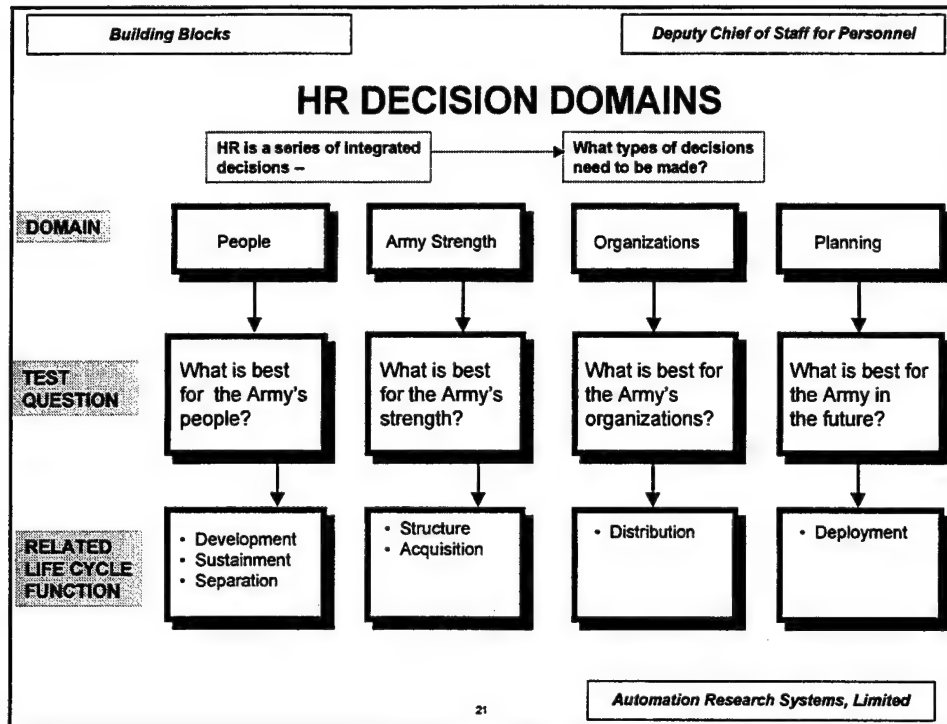 Building Blocks
Deputy Chief of Staff for Personnel
HR DECISION DOMAINS
HR is a series of integrated
decisions –
What types of decisions
need to be made?
DOMAIN
People
Army Strength
Organizations
Planning
TEST
QUESTION
What is best
for the Army's
people?
What is best
for the Army's
strength?
What is best for
the Army's
organizations?
What is best for
the Army in
the future?
RELATED
LIFE CYCLE
FUNCTION
• Development
• Sustainment
• Separation
• Structure
• Acquisition
• Distribution
• Deployment
21
Automation Research Systems, Limited